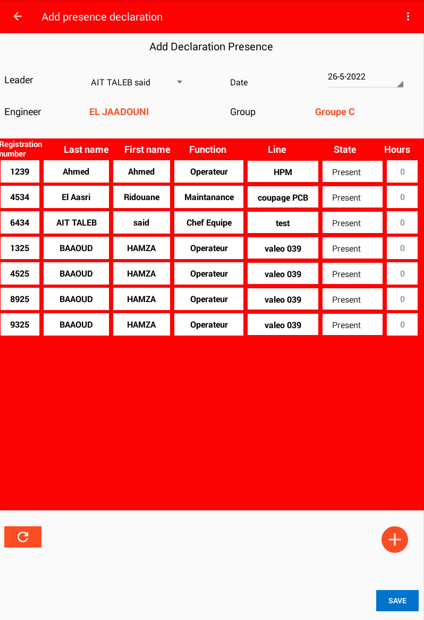 Add presence declaration
Add Declaration Presence
Leader AIT TALEB said Date 26-5-2022
Engineer EL JAADOUNI Group Groupe C
Registration number Last name First name Function Line State Hours
1239 Ahmed Ahmed Operateur HPM Present 0
4534 El Aasri Ridouane Maintanance coupage PCB Present 0
6434 AIT TALEB said Chef Equipe test Present 0
1325 BAAOUD HAMZA Operateur valeo 039 Present 0
4525 BAAOUD HAMZA Operateur valeo 039 Present 0
8925 BAAOUD HAMZA Operateur valeo 039 Present 0
9325 BAAOUD HAMZA Operateur valeo 039 Present 0
SAVE